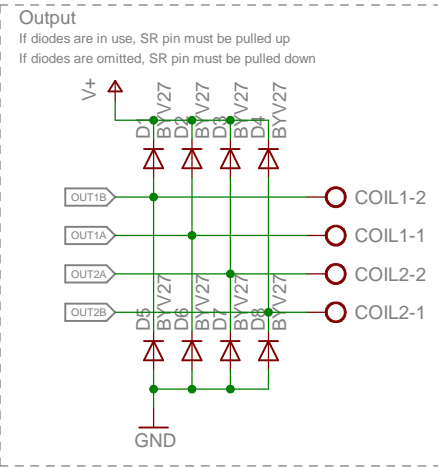 Output
If diodes are in use, SR pin must be pulled up
If diodes are omitted, SR pin must be pulled down
V+
D1
BYV27
D2
BYV27
D3
BYV27
D4
BYV27
OUT1B
COIL1-2
OUT1A
COIL1-1
OUT2A
COIL2-2
OUT2B
COIL2-1
D5
BYV27
D6
BYV27
D7
BYV27
D8
BYV27
GND